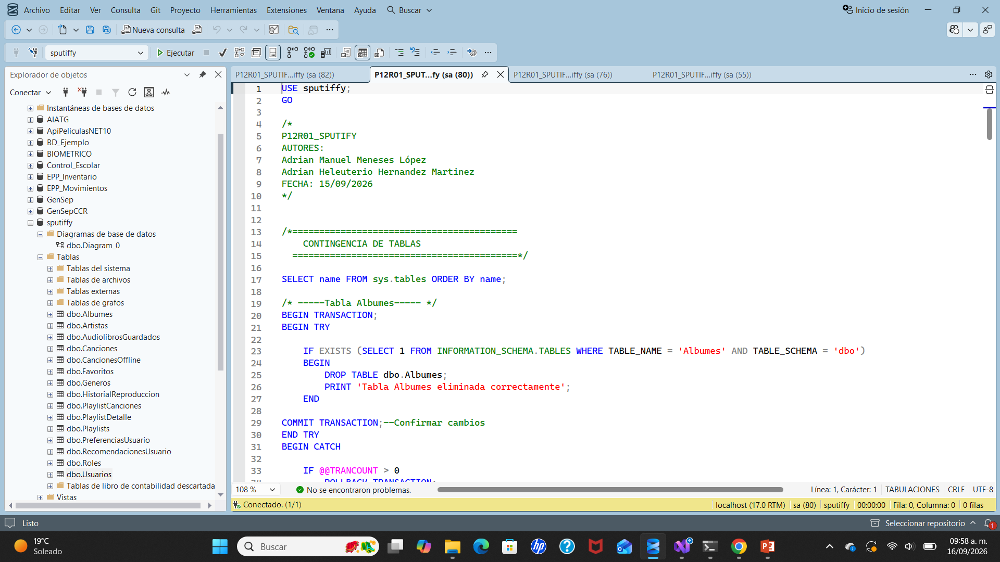 Archivo Editar Ver Consulta Git Proyecto Herramientas Extensiones Ventana Ayuda Buscar Inicio de sesión
Nueva consulta
sputiffy Ejecutar
Explorador de objetos
Conectar
Instantáneas de bases de datos
AIATG
ApiPeliculasNET10
BD_Ejemplo
BIOMETRICO
Control_Escolar
EPP_Inventario
EPP_Movimientos
GenSep
GenSepCCR
sputiffy
Diagramas de base de datos
dbo.Diagram_0
Tablas
Tablas del sistema
Tablas de archivos
Tablas externas
Tablas de grafos
dbo.Albumes
dbo.Artistas
dbo.AudiolibrosGuardados
dbo.Canciones
dbo.CancionesOffline
dbo.Favoritos
dbo.Generos
dbo.HistorialReproduccion
dbo.PlaylistCanciones
dbo.PlaylistDetalle
dbo.Playlists
dbo.PreferenciasUsuario
dbo.RecomendacionesUsuario
dbo.Roles
dbo.Usuarios
Tablas de libro de contabilidad descartada
Vistas
P12R01_SPUTIF...iffy (sa (82)) P12R01_SPUT...fy (sa (80)) P12R01_SPUTIF...iffy (sa (76)) P12R01_SPUTIF...iffy (sa (55))
1 USE sputiffy;
2 GO
3
4 /*
5 P12R01_SPUTIFY
6 AUTORES:
7 Adrian Manuel Meneses López
8 Adrian Heleuterio Hernandez Martinez
9 FECHA: 15/09/2026
10 */
11
12
13 /*==========================================
14 CONTINGENCIA DE TABLAS
15 ==========================================*/
16
17 SELECT name FROM sys.tables ORDER BY name;
18
19 /* -----Tabla Albumes----- */
20 BEGIN TRANSACTION;
21 BEGIN TRY
22
23 IF EXISTS (SELECT 1 FROM INFORMATION_SCHEMA.TABLES WHERE TABLE_NAME = 'Albumes' AND TABLE_SCHEMA = 'dbo')
24 BEGIN
25 DROP TABLE dbo.Albumes;
26 PRINT 'Tabla Albumes eliminada correctamente';
27 END
28
29 COMMIT TRANSACTION;--Confirmar cambios
30 END TRY
31 BEGIN CATCH
32
33 IF @@TRANCOUNT > 0
34 ROLLBACK TRANSACTION;
108 % No se encontraron problemas. Línea: 1, Carácter: 1 TABULACIONES CRLF UTF-8
Conectado. (1/1) localhost (17.0 RTM) sa (80) sputiffy 00:00:00 Fila: 0, Columna: 0 0 filas
Listo Seleccionar repositorio 1
19°C
Soleado
Buscar
09:58 a. m.
16/09/2026